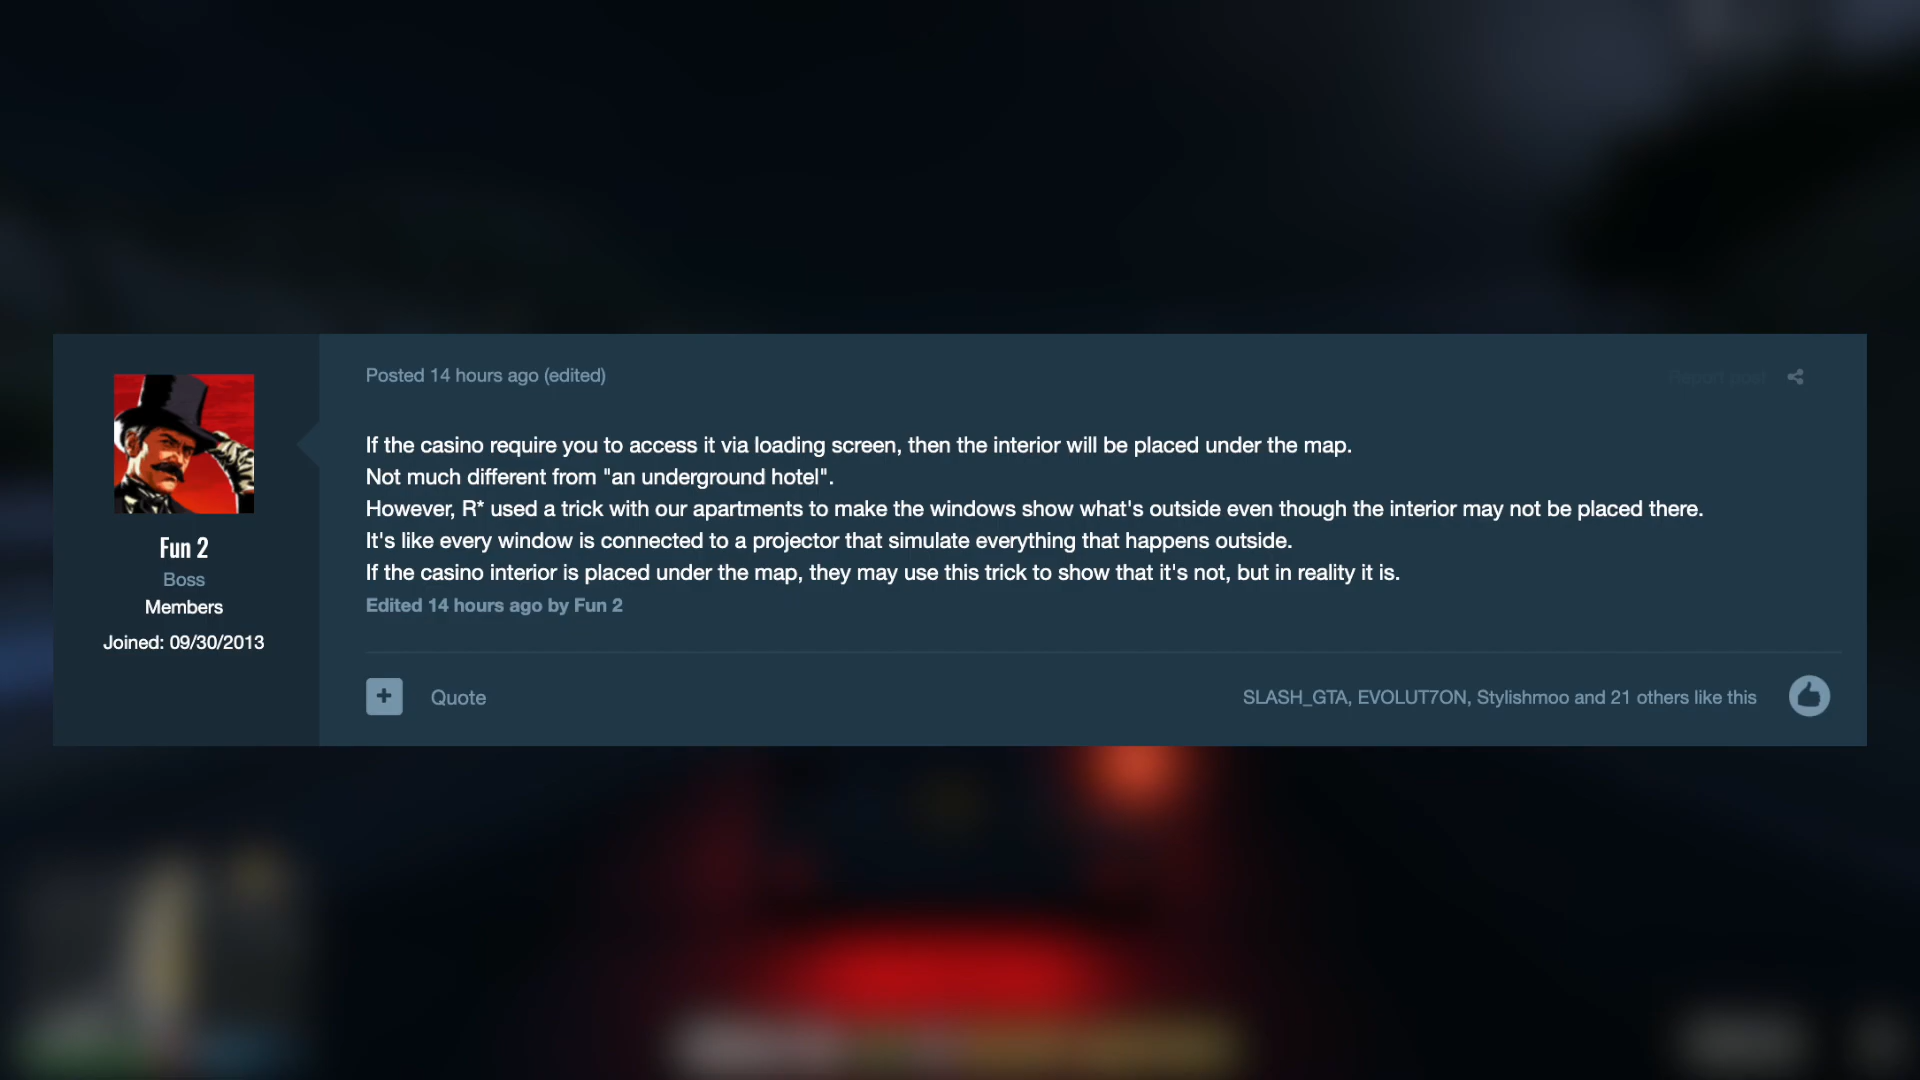 Fun 2
Boss
Members
Joined: 09/30/2013
Posted 14 hours ago (edited)
Report post
If the casino require you to access it via loading screen, then the interior will be placed under the map.
Not much different from "an underground hotel".
However, R* used a trick with our apartments to make the windows show what's outside even though the interior may not be placed there.
It's like every window is connected to a projector that simulate everything that happens outside.
If the casino interior is placed under the map, they may use this trick to show that it's not, but in reality it is.
Edited 14 hours ago by Fun 2
+ Quote
SLASH_GTA, EVOLUT7ON, Stylishmoo and 21 others like this